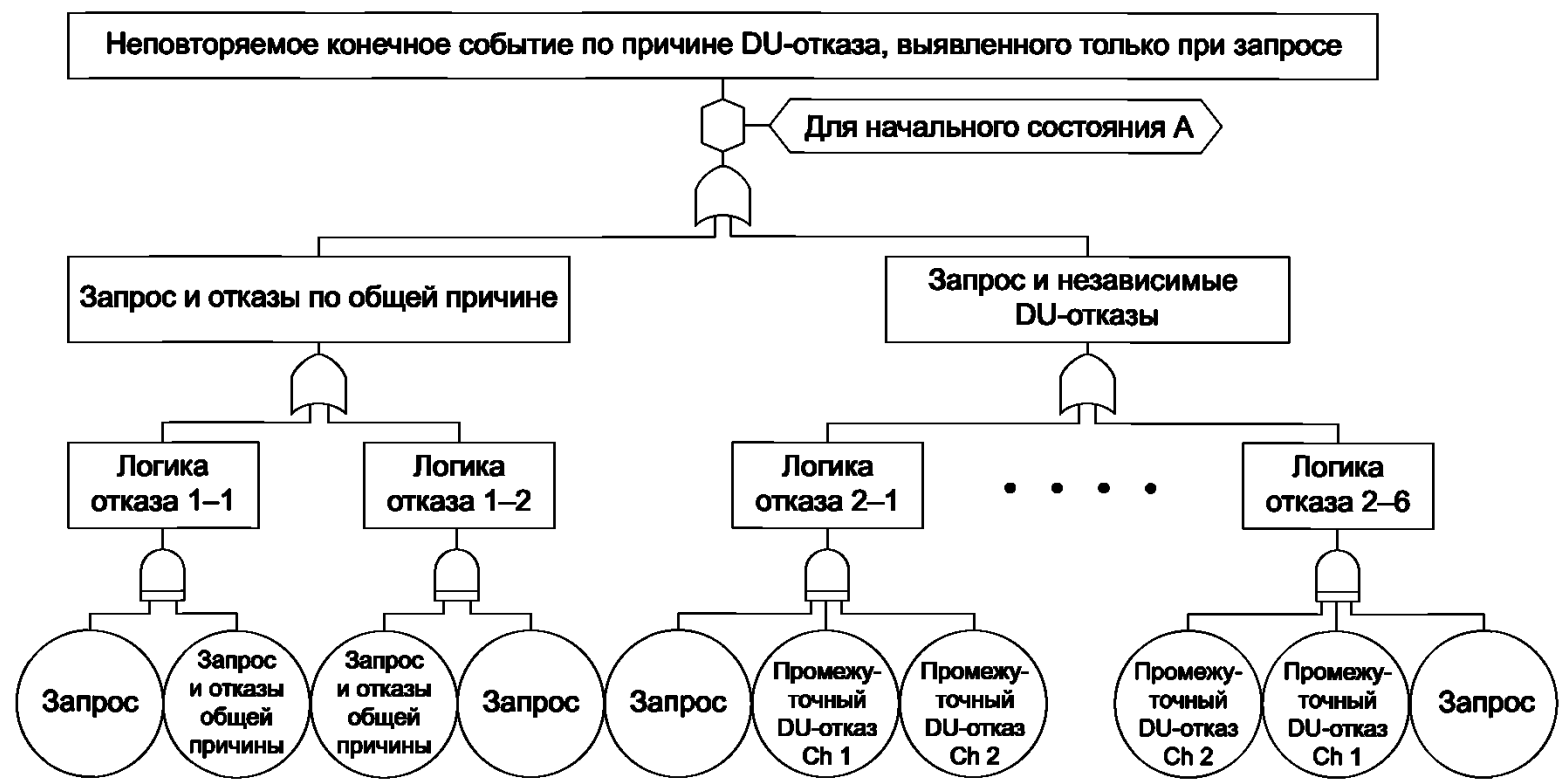 Неповторяемое конечное событие по причине DU-отказа, выявленного только при запросе
Для начального состояния А
Запрос и отказы по общей причине
Запрос и независимые
DU-отказы
Логика
отказа 1–1
Логика
отказа 1–2
Логика
отказа 2–1
Логика
отказа 2–6
Запрос
Запрос
и отказы
общей
причины
Запрос
и отказы
общей
причины
Запрос
Запрос
Промежу-
точный
DU-отказ
Ch 1
Промежу-
точный
DU-отказ
Ch 2
Промежу-
точный
DU-отказ
Ch 2
Промежу-
точный
DU-отказ
Ch 1
Запрос